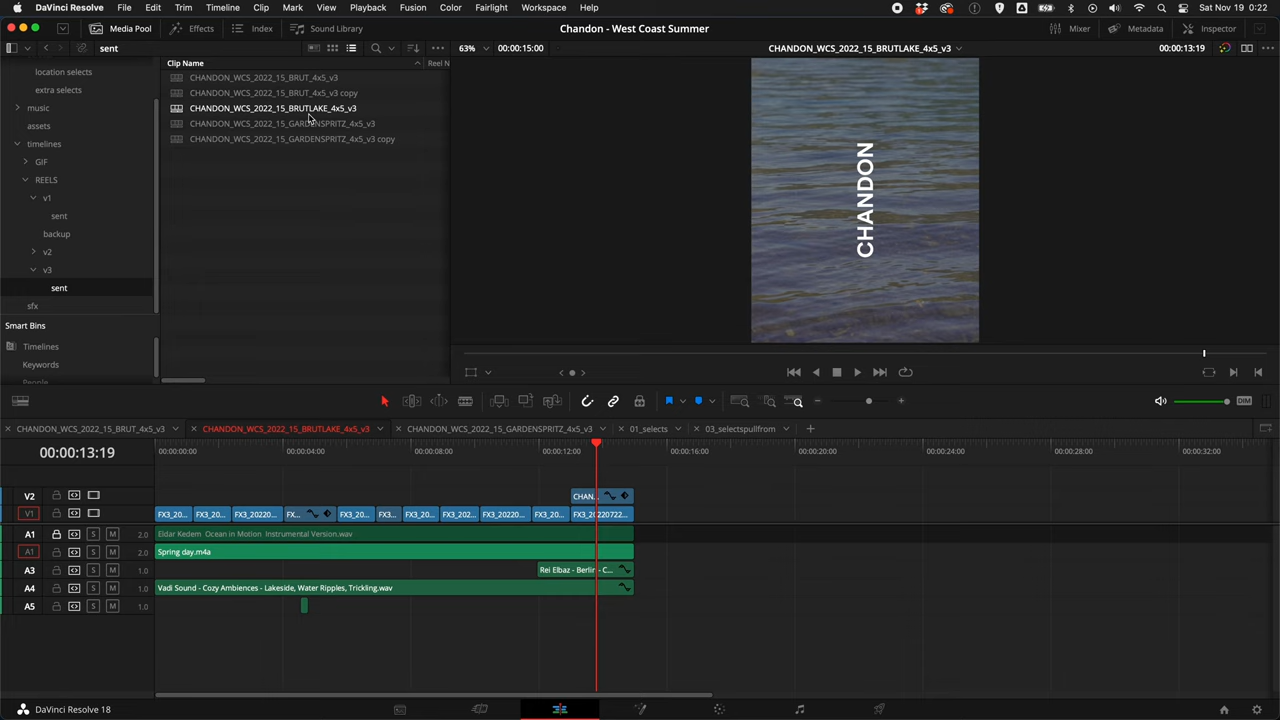 DaVinci Resolve File Edit Trim Timeline Clip Mark View Playback Fusion Color Fairlight Workspace Help Sat Nov 19 0:22
Media Pool Effects Index Sound Library Chandon - West Coast Summer Mixer Metadata Inspector
sent 63% 00:00:15:00 CHANDON_WCS_2022_15_BRUTLAKE_4x5_v3 00:00:13:19
Clip Name Reel N
location selects
extra selects
music
assets
timelines
GIF
REELS
v1
sent
backup
v2
v3
sent
sfx
Smart Bins
Timelines
Keywords
People
CHANDON_WCS_2022_15_BRUT_4x5_v3
CHANDON_WCS_2022_15_BRUT_4x5_v3 copy
CHANDON_WCS_2022_15_BRUTLAKE_4x5_v3
CHANDON_WCS_2022_15_GARDENSPRITZ_4x5_v3
CHANDON_WCS_2022_15_GARDENSPRITZ_4x5_v3 copy
CHANDON
DIM
CHANDON_WCS_2022_15_BRUT_4x5_v3 CHANDON_WCS_2022_15_BRUTLAKE_4x5_v3 CHANDON_WCS_2022_15_GARDENSPRITZ_4x5_v3 01_selects 03_selectspullfrom
00:00:13:19 00:00:00:00 00:00:04:00 00:00:08:00 00:00:12:00 00:00:16:00 00:00:20:00 00:00:24:00 00:00:28:00 00:00:32:00
V2 CHAN...
V1 FX3_20... FX3_20... FX3_20220... FX... FX3_20... FX3... FX3_20... FX3_202... FX3_20220... FX3_20... FX3_20220722...
A1 S M 2.0 Eldar Kedem Ocean in Motion Instrumental Version.wav
A1 S M 2.0 Spring day.m4a
A3 S M 1.0 Rei Elbaz - Berlin - C...
A4 S M 1.0 Vadi Sound - Cozy Ambiences - Lakeside, Water Ripples, Trickling.wav
A5 S M 1.0
DaVinci Resolve 18